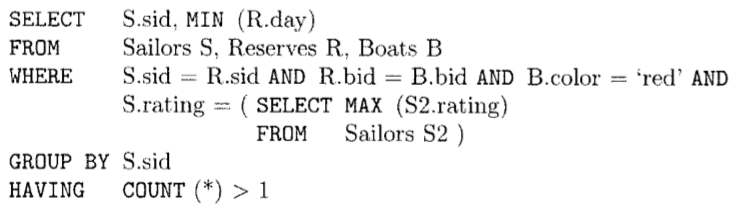 SELECT S.sid, MIN (R.day)
FROM Sailors S, Reserves R, Boats B
WHERE S.sid = R.sid AND R.bid = B.bid AND B.color = ‘red’ AND
S.rating = ( SELECT MAX (S2.rating)
FROM Sailors S2 )
GROUP BY S.sid
HAVING COUNT (*) > 1